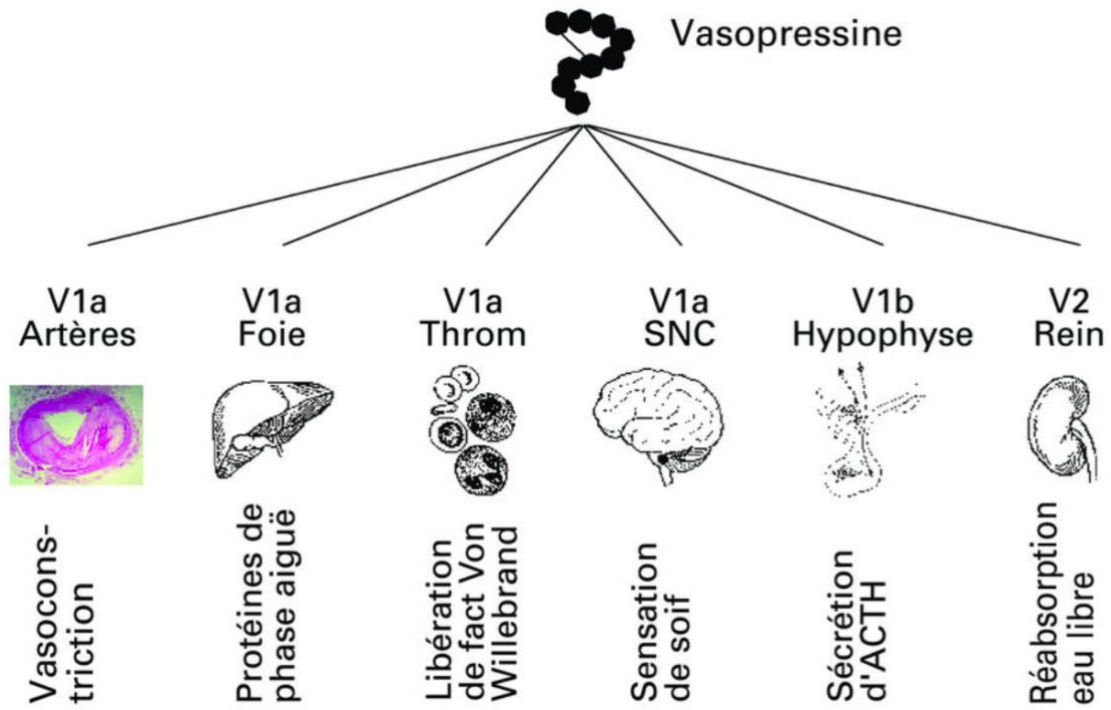 Vasopressine
V1a
Artères
V1a
Foie
V1a
Throm
V1a
SNC
V1b
Hypophyse
V2
Rein
Vasocons-
triction
Protéines de
phase aiguë
Libération
de fact Von
Willebrand
Sensation
de soif
Sécrétion
d'ACTH
Réabsorption
eau libre